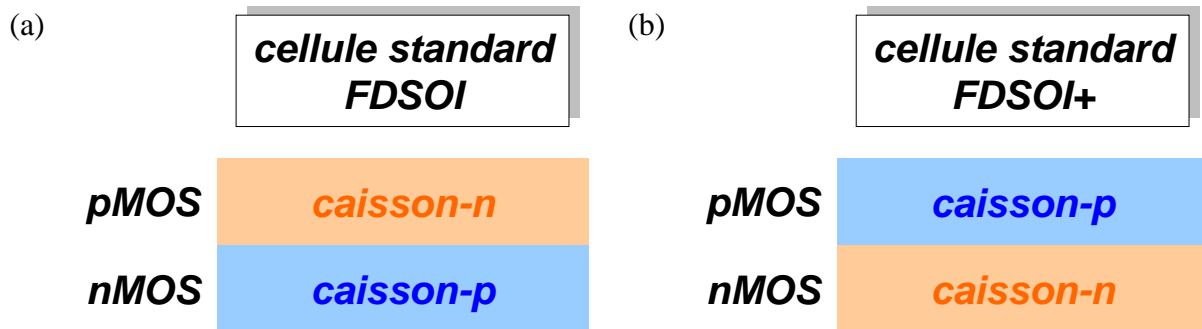 (a)
cellule standard
FDSOI
pMOS caisson-n
nMOS caisson-p
(b)
cellule standard
FDSOI+
pMOS caisson-p
nMOS caisson-n